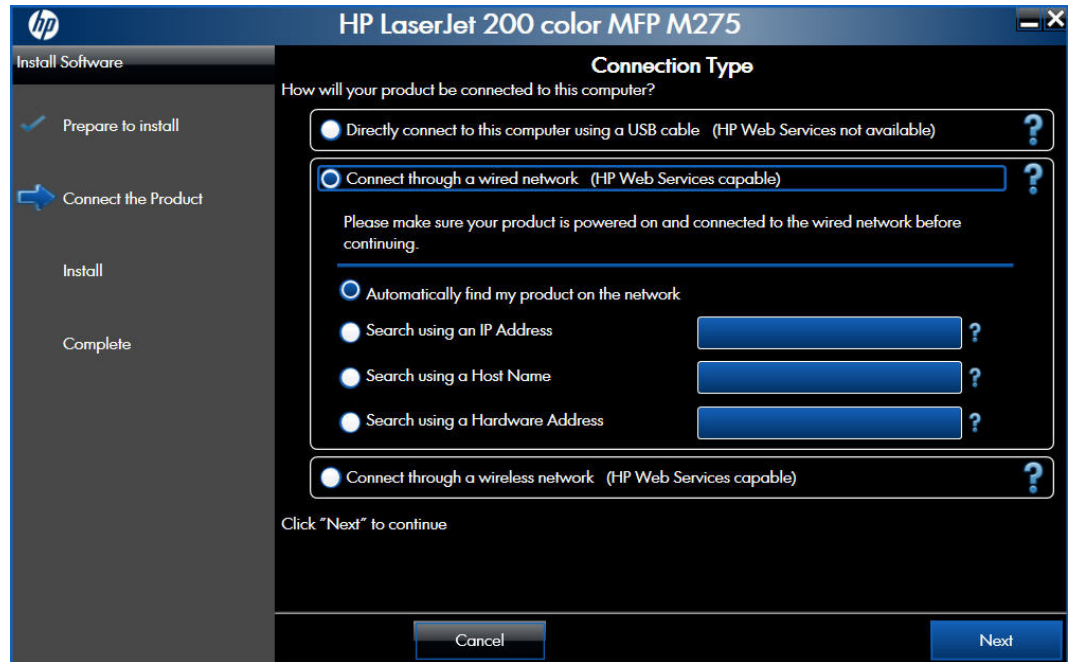 hp
HP LaserJet 200 color MFP M275
Install Software
Prepare to install
Connect the Product
Install
Complete
Connection Type
How will your product be connected to this computer?
Directly connect to this computer using a USB cable (HP Web Services not available)
?
Connect through a wired network (HP Web Services capable)
?
Please make sure your product is powered on and connected to the wired network before
continuing.
Automatically find my product on the network
Search using an IP Address
?
Search using a Host Name
?
Search using a Hardware Address
?
Connect through a wireless network (HP Web Services capable)
?
Click "Next" to continue
Cancel
Next